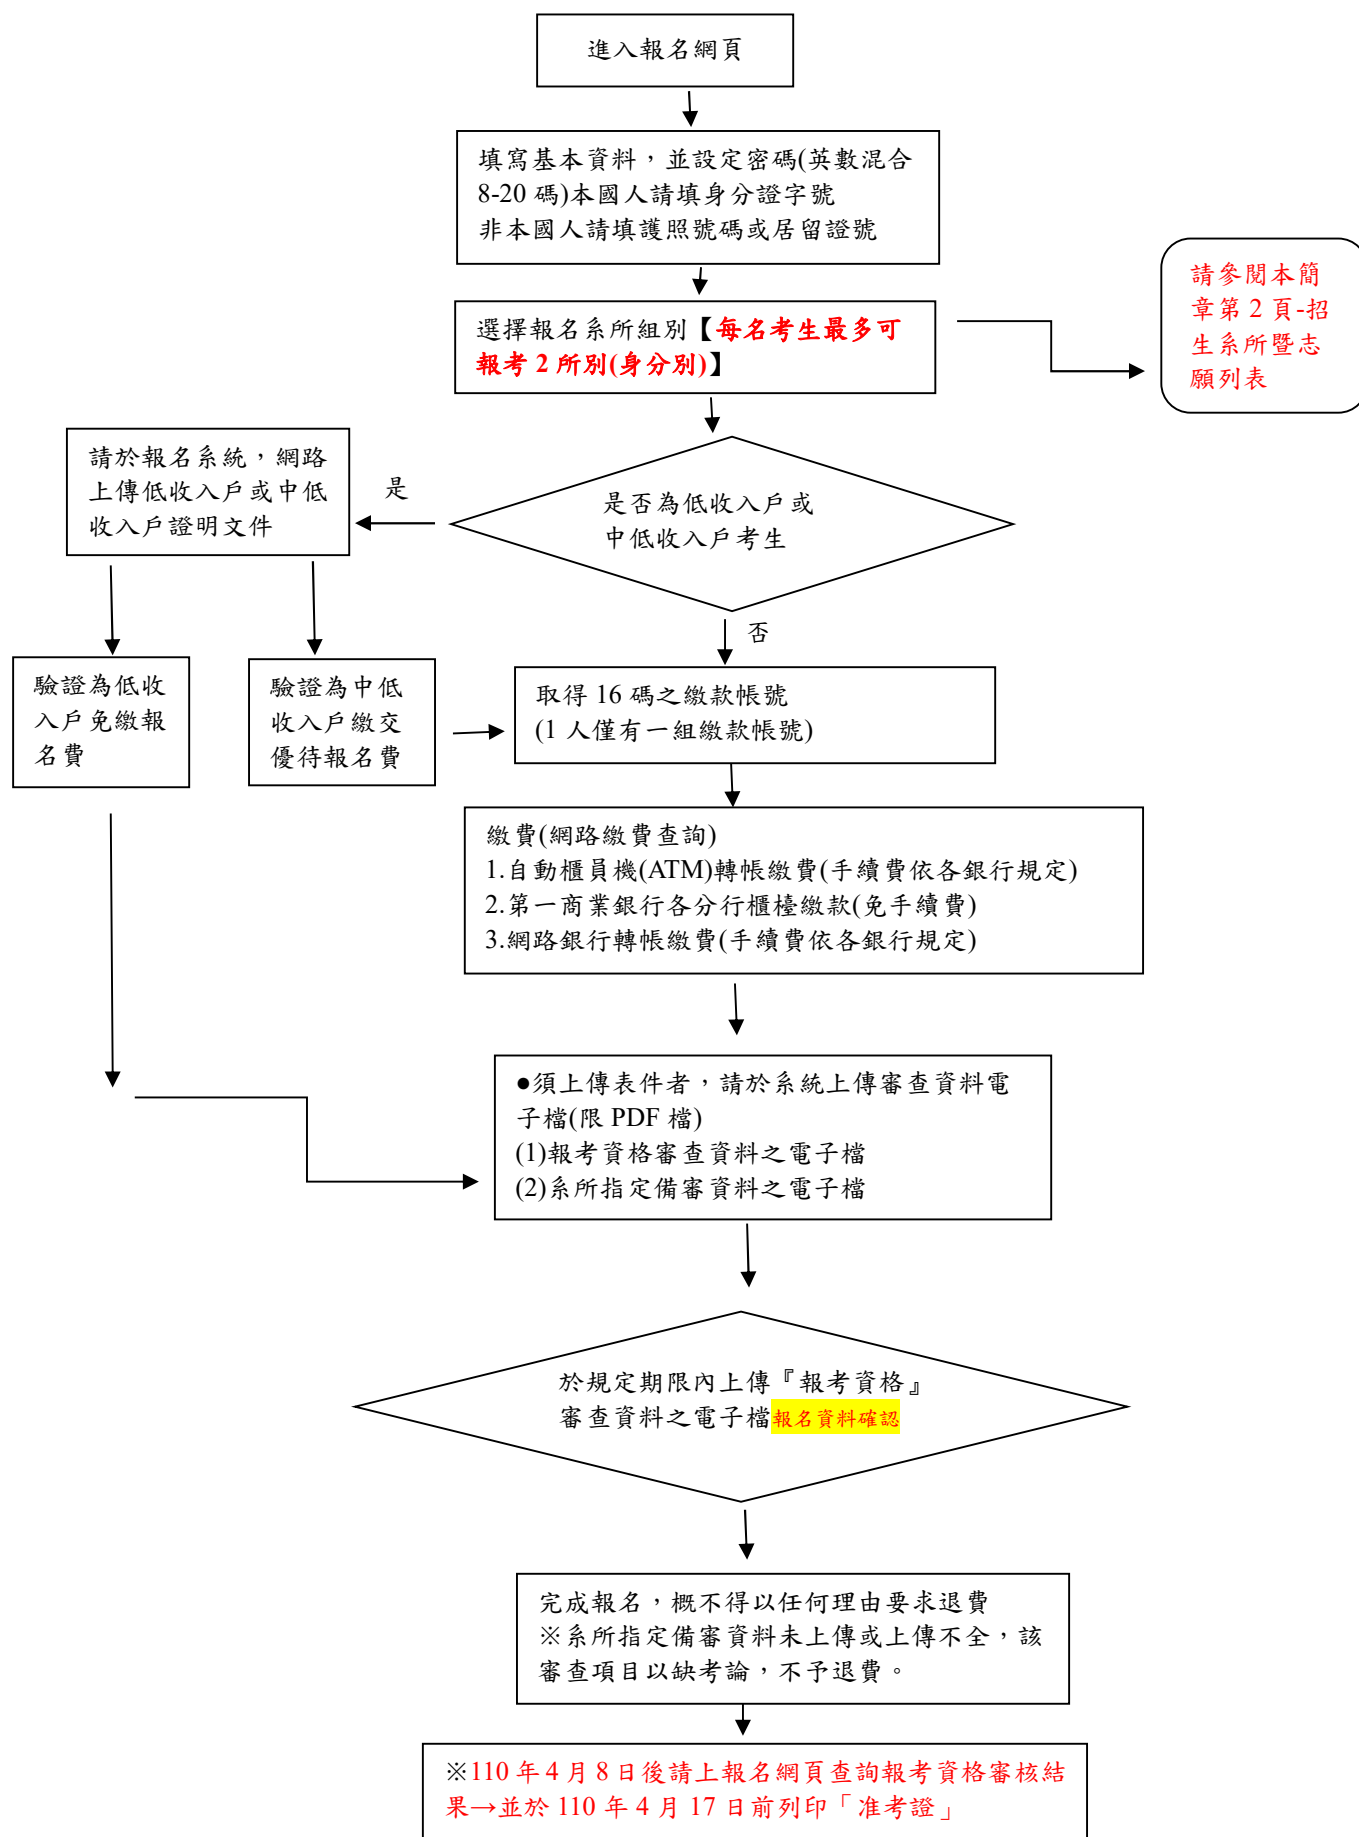 進入報名網頁
填寫基本資料，並設定密碼(英數混合
8-20 碼)本國人請填身分證字號
非本國人請填護照號碼或居留證號
請參閱本簡
章第 2 頁-招
生系所暨志
願列表
選擇報名系所組別【每名考生最多可
報考 2 所別(身分別)】
請於報名系統，網路
上傳低收入戶或中低
收入戶證明文件
是
是否為低收入戶或
中低收入戶考生
否
驗證為低收
入戶免繳報
名費
驗證為中低
收入戶繳交
優待報名費
取得 16 碼之繳款帳號
(1 人僅有一組繳款帳號)
繳費(網路繳費查詢)
1.自動櫃員機(ATM)轉帳繳費(手續費依各銀行規定)
2.第一商業銀行各分行櫃檯繳款(免手續費)
3.網路銀行轉帳繳費(手續費依各銀行規定)
●須上傳表件者，請於系統上傳審查資料電
子檔(限 PDF 檔)
(1)報考資格審查資料之電子檔
(2)系所指定備審資料之電子檔
於規定期限內上傳『報考資格』
審查資料之電子檔報名資料確認
完成報名，概不得以任何理由要求退費
※系所指定備審資料未上傳或上傳不全，該
審查項目以缺考論，不予退費。
※110 年 4 月 8 日後請上報名網頁查詢報考資格審核結
果→並於 110 年 4 月 17 日前列印「准考證」